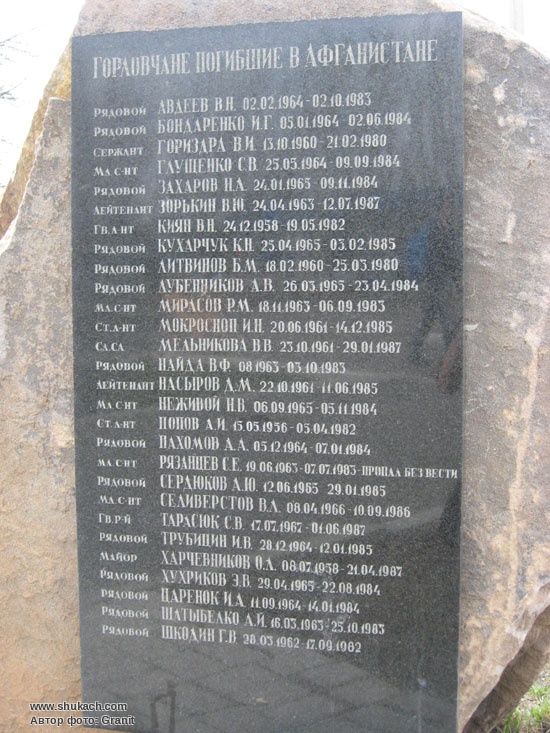 ГОРЛОВЧАНЕ ПОГИБШИЕ В АФГАНИСТАНЕ
РЯДОВОЙ АВДЕЕВ В.Н. 02.02.1964-02.10.1983
РЯДОВОЙ БОНДАРЕНКО И.Г. 05.01.1964-02.06.1984
СЕРЖАНТ ГОРИЗАРА В.И. 13.10.1960-21.02.1980
МЛ С-НТ ГЛУЩЕНКО С.В. 25.03.1964-09.09.1984
РЯДОВОЙ ЗАХАРОВ Н.А. 24.01.1965-09.11.1984
ЛЕЙТЕНАНТ ЗОРЬКИН В.Ю. 24.04.1963-12.07.1987
ГВ.Л-НТ КИЯН В.Н. 24.12.1958-19.05.1982
РЯДОВОЙ КУХАРЧУК К.Н. 25.04.1965-03.02.1985
РЯДОВОЙ ЛИТВИНОВ Б.М. 18.02.1960-25.03.1980
РЯДОВОЙ ЛУБЕННИКОВ А.В. 26.03.1965-23.04.1984
МЛ.С-НТ МИРАСОВ Р.М. 18.11.1963-06.09.1983
СТ.Л-НТ МОКРОСНОП И.Н. 20.06.1961-14.12.1985
СЛ.СА МЕЛЬНИКОВА В.В. 23.10.1961-29.01.1987
РЯДОВОЙ НАЙДА В.Ф. 08.1963-03.10.1983
ЛЕЙТЕНАНТ НАСЫРОВ Д.М. 22.10.1961-11.06.1985
МЛ С-НТ НЕЖИВОЙ Н.В. 06.09.1965-05.11.1984
СТ.Л-НТ ПОПОВ А.И. 15.05.1956-05.04.1982
РЯДОВОЙ ПАХОМОВ А.А. 05.12.1964-07.01.1984
МЛ.С-НТ РЯЗАНЦЕВ С.Е. 19.06.1963-07.07.1983-ПРОПАЛ БЕЗ ВЕСТИ
РЯДОВОЙ СЕРДЮКОВ А.Ю. 12.06.1965 29.01.1985
МЛ.С-НТ СЕЛИВЕРСТОВ В.А. 08.04.1966-10.09.1986
ГВ.Р-Й ТАРАСЮК С.В. 17.07.1967-01.06.1987
РЯДОВОЙ ТРУБИЦИН И.В. 28.12.1964-12.01.1985
МАЙОР ХАРЧЕВНИКОВ О.А. 08.07.1958-21.04.1987
РЯДОВОЙ ХУХРИКОВ Э.В. 29.04.1965-22.08.1984
РЯДОВОЙ ЦАРЕНОК И.А. 11.09.1964-14.01.1984
РЯДОВОЙ ШАТЫБЕЛКО А.Й. 16.03.1963-25.10.1983
РЯДОВОЙ ШКОДИН Г.В 28.03.1962-17.09.1982
www.shukach.com
Автор фото: Granit